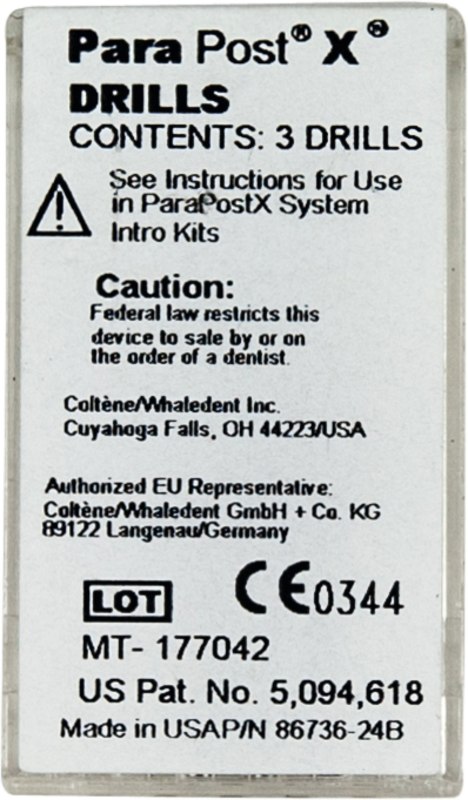 Para Post® X®
DRILLS
CONTENTS: 3 DRILLS
See Instructions for Use
in ParaPostX System
Intro Kits
Caution:
Federal law restricts this
device to sale by or on
the order of a dentist.
Coltène/Whaledent Inc.
Cuyahoga Falls, OH 44223/USA
Authorized EU Representative:
Coltène/Whaledent GmbH + Co. KG
89122 Langenau/Germany
LOT CE0344
MT- 177042
US Pat. No. 5,094,618
Made in USAP/N 86736-24B